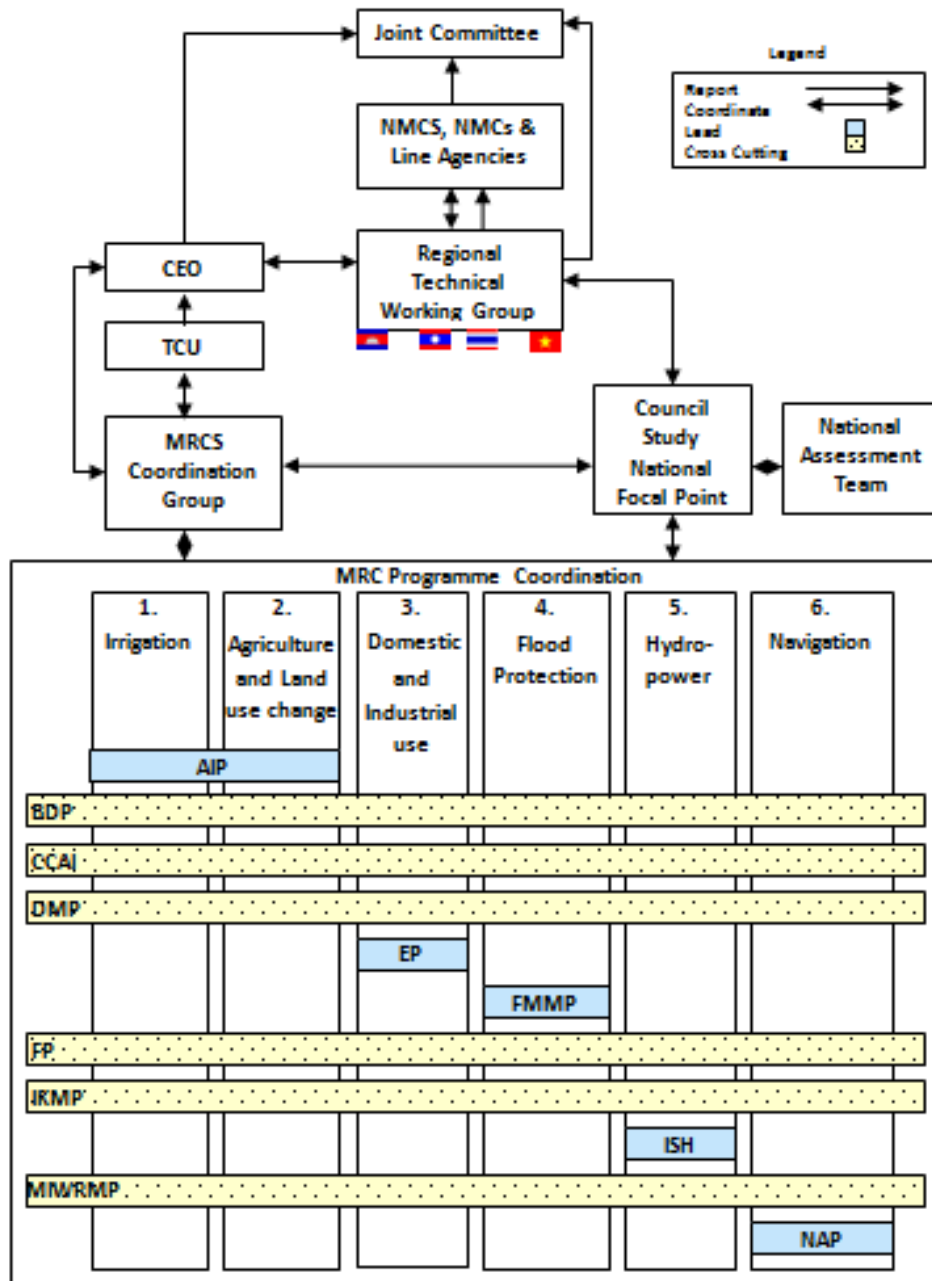 Joint Committee
Legend
Report
Coordinate
Lead
Cross Cutting
NMCS, NMCs &
Line Agencies
CEO
Regional
Technical
Working Group
TCU
MRCS
Coordination
Group
Council
Study
National
Focal Point
National
Assessment
Team
MRC Programme Coordination
1.
Irrigation
2.
Agriculture
and Land
use change
3.
Domestic
and
Industrial
use
4.
Flood
Protection
5.
Hydro-
power
6.
Navigation
AIP
BDP
CCAI
DMP
EP
FMMP
FP
IKMP
ISH
MIWRMP
NAP